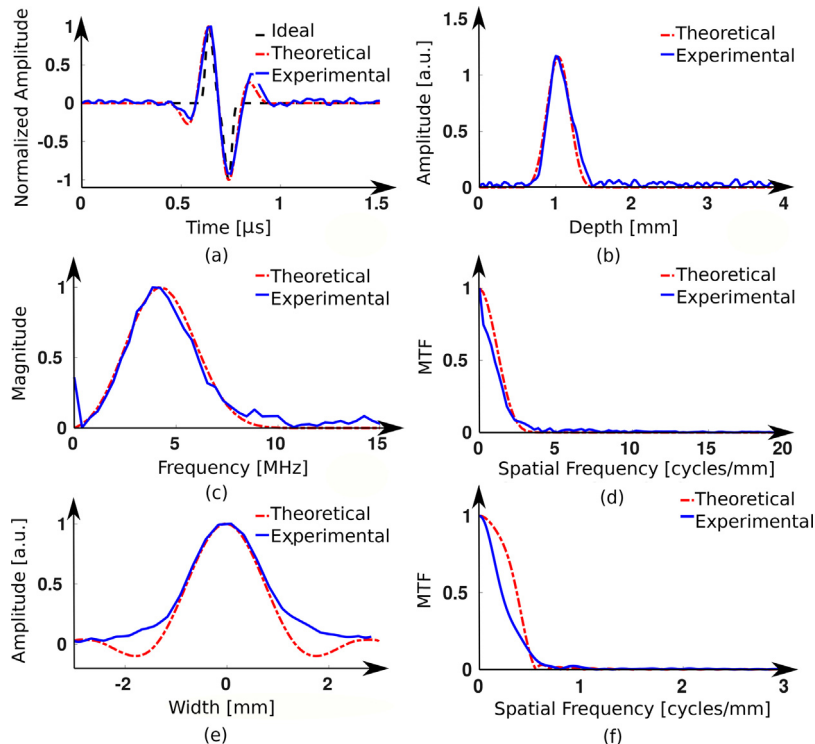 Normalized Amplitude
1
0.5
0
-0.5
-1
Ideal
Theoretical
Experimental
0
0.5
1
1.5
Time [µs]
(a)
Amplitude [a.u.]
1.5
1
0.5
0
Theoretical
Experimental
0
1
2
3
4
Depth [mm]
(b)
Magnitude
1
0.5
0
Theoretical
Experimental
0
5
10
15
Frequency [MHz]
(c)
MTF
1
0.5
0
Theoretical
Experimental
0
5
10
15
20
Spatial Frequency [cycles/mm]
(d)
Amplitude [a.u.]
1
0.5
0
Theoretical
Experimental
-2
0
2
Width [mm]
(e)
MTF
1
0.5
0
Theoretical
Experimental
0
1
2
3
Spatial Frequency [cycles/mm]
(f)